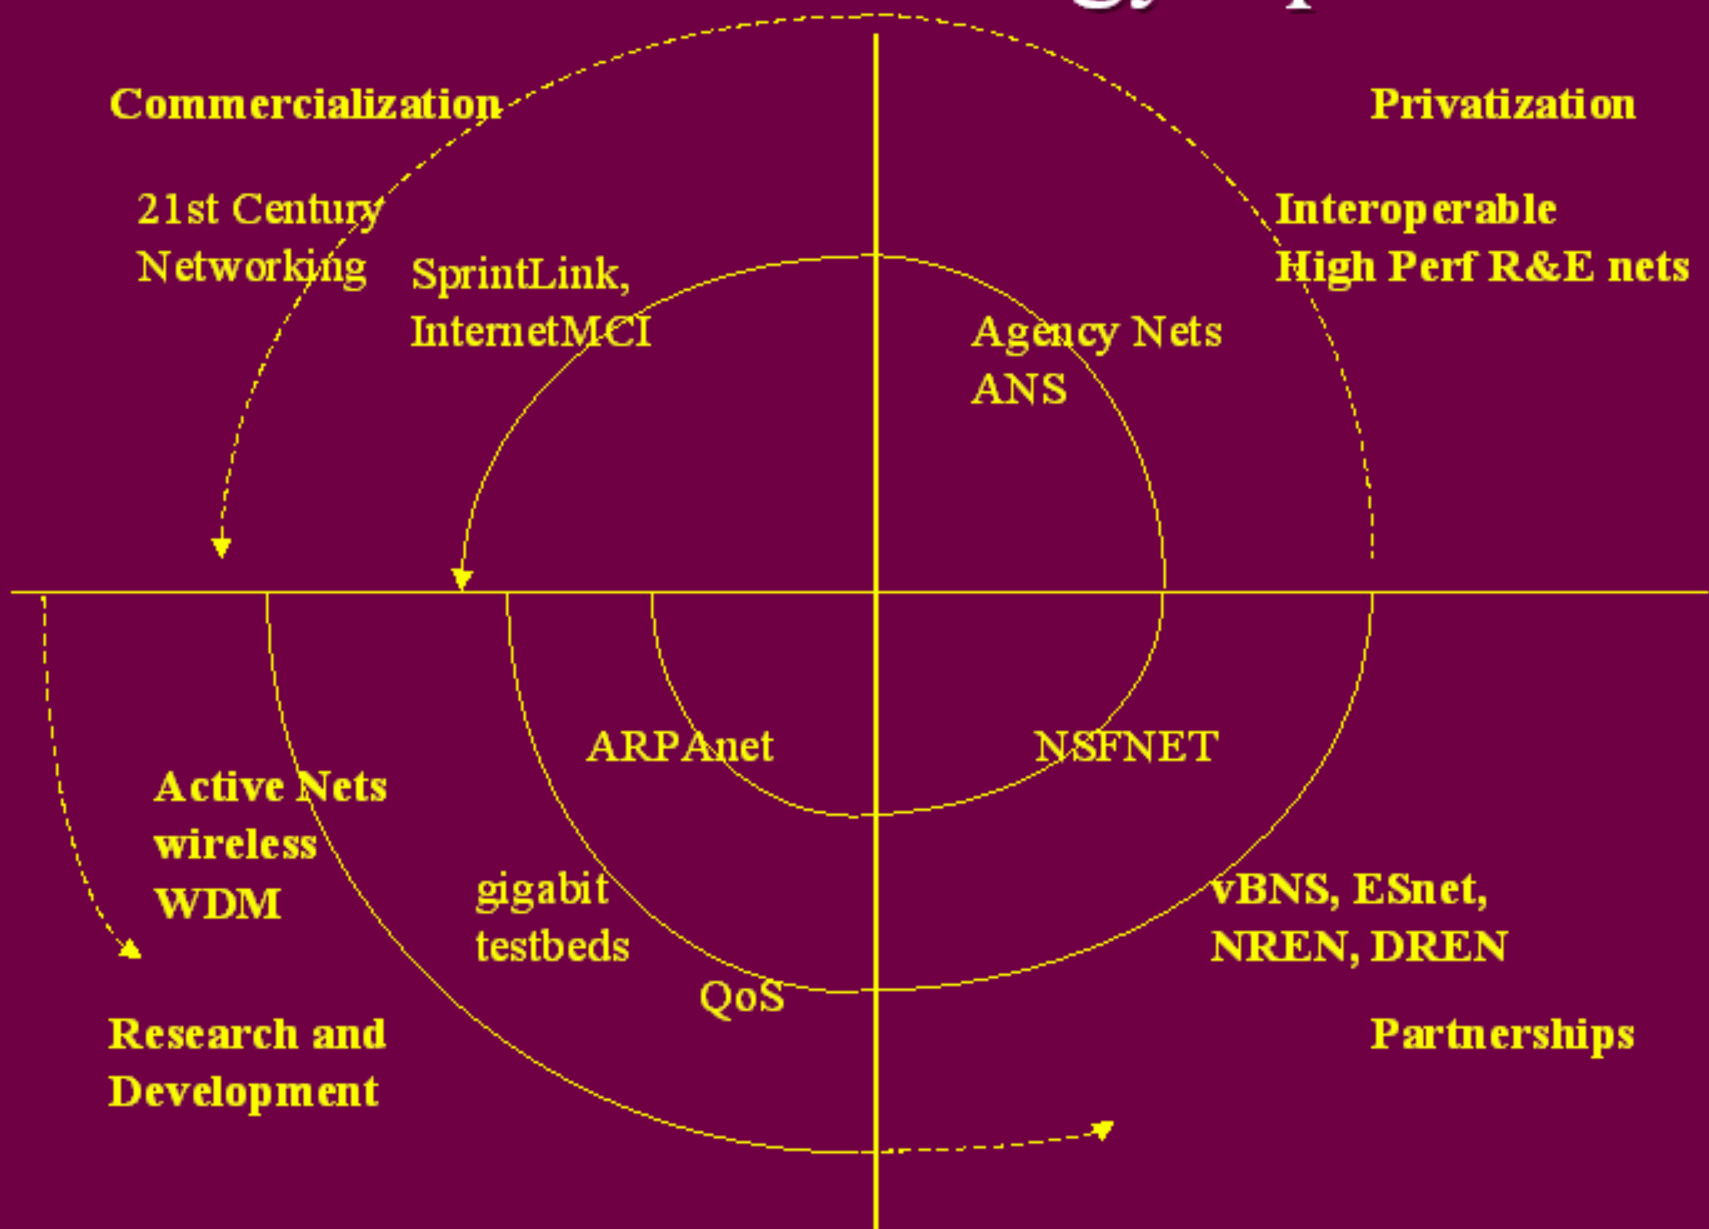 Commercialization
21st Century
Networking
SprintLink,
InternetMCI
Privatization
Interoperable
High Perf R&E nets
Agency Nets
ANS
ARPAnet
NSFNET
Active Nets
wireless
WDM
gigabit
testbeds
QoS
vBNS, ESnet,
NREN, DREN
Research and
Development
Partnerships